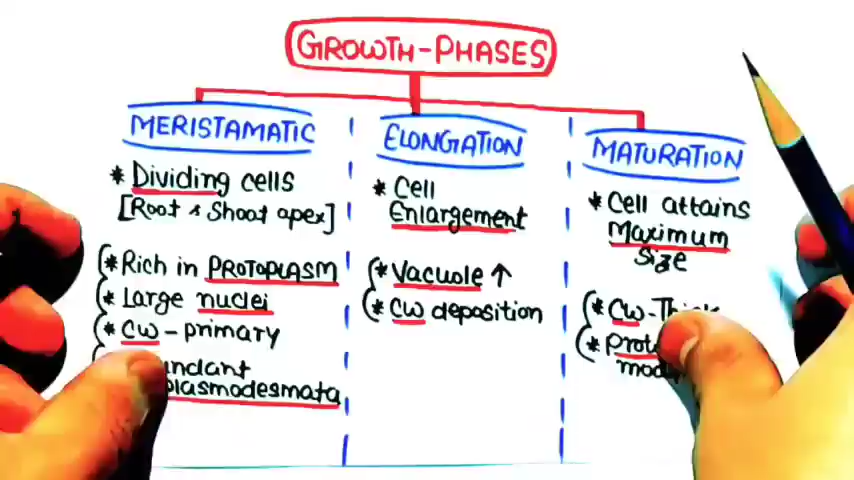 GROWTH-PHASES
MERISTAMATIC
* Dividing cells
[Root & Shoot apex]
* Rich in PROTOPLASM
* Large nuclei
* CW - primary
plasmodesmata
ELONGATION
* Cell
Enlargement
* Vacuole ↑
* CW deposition
MATURATION
* Cell attains
Maximum
Size
* CW-